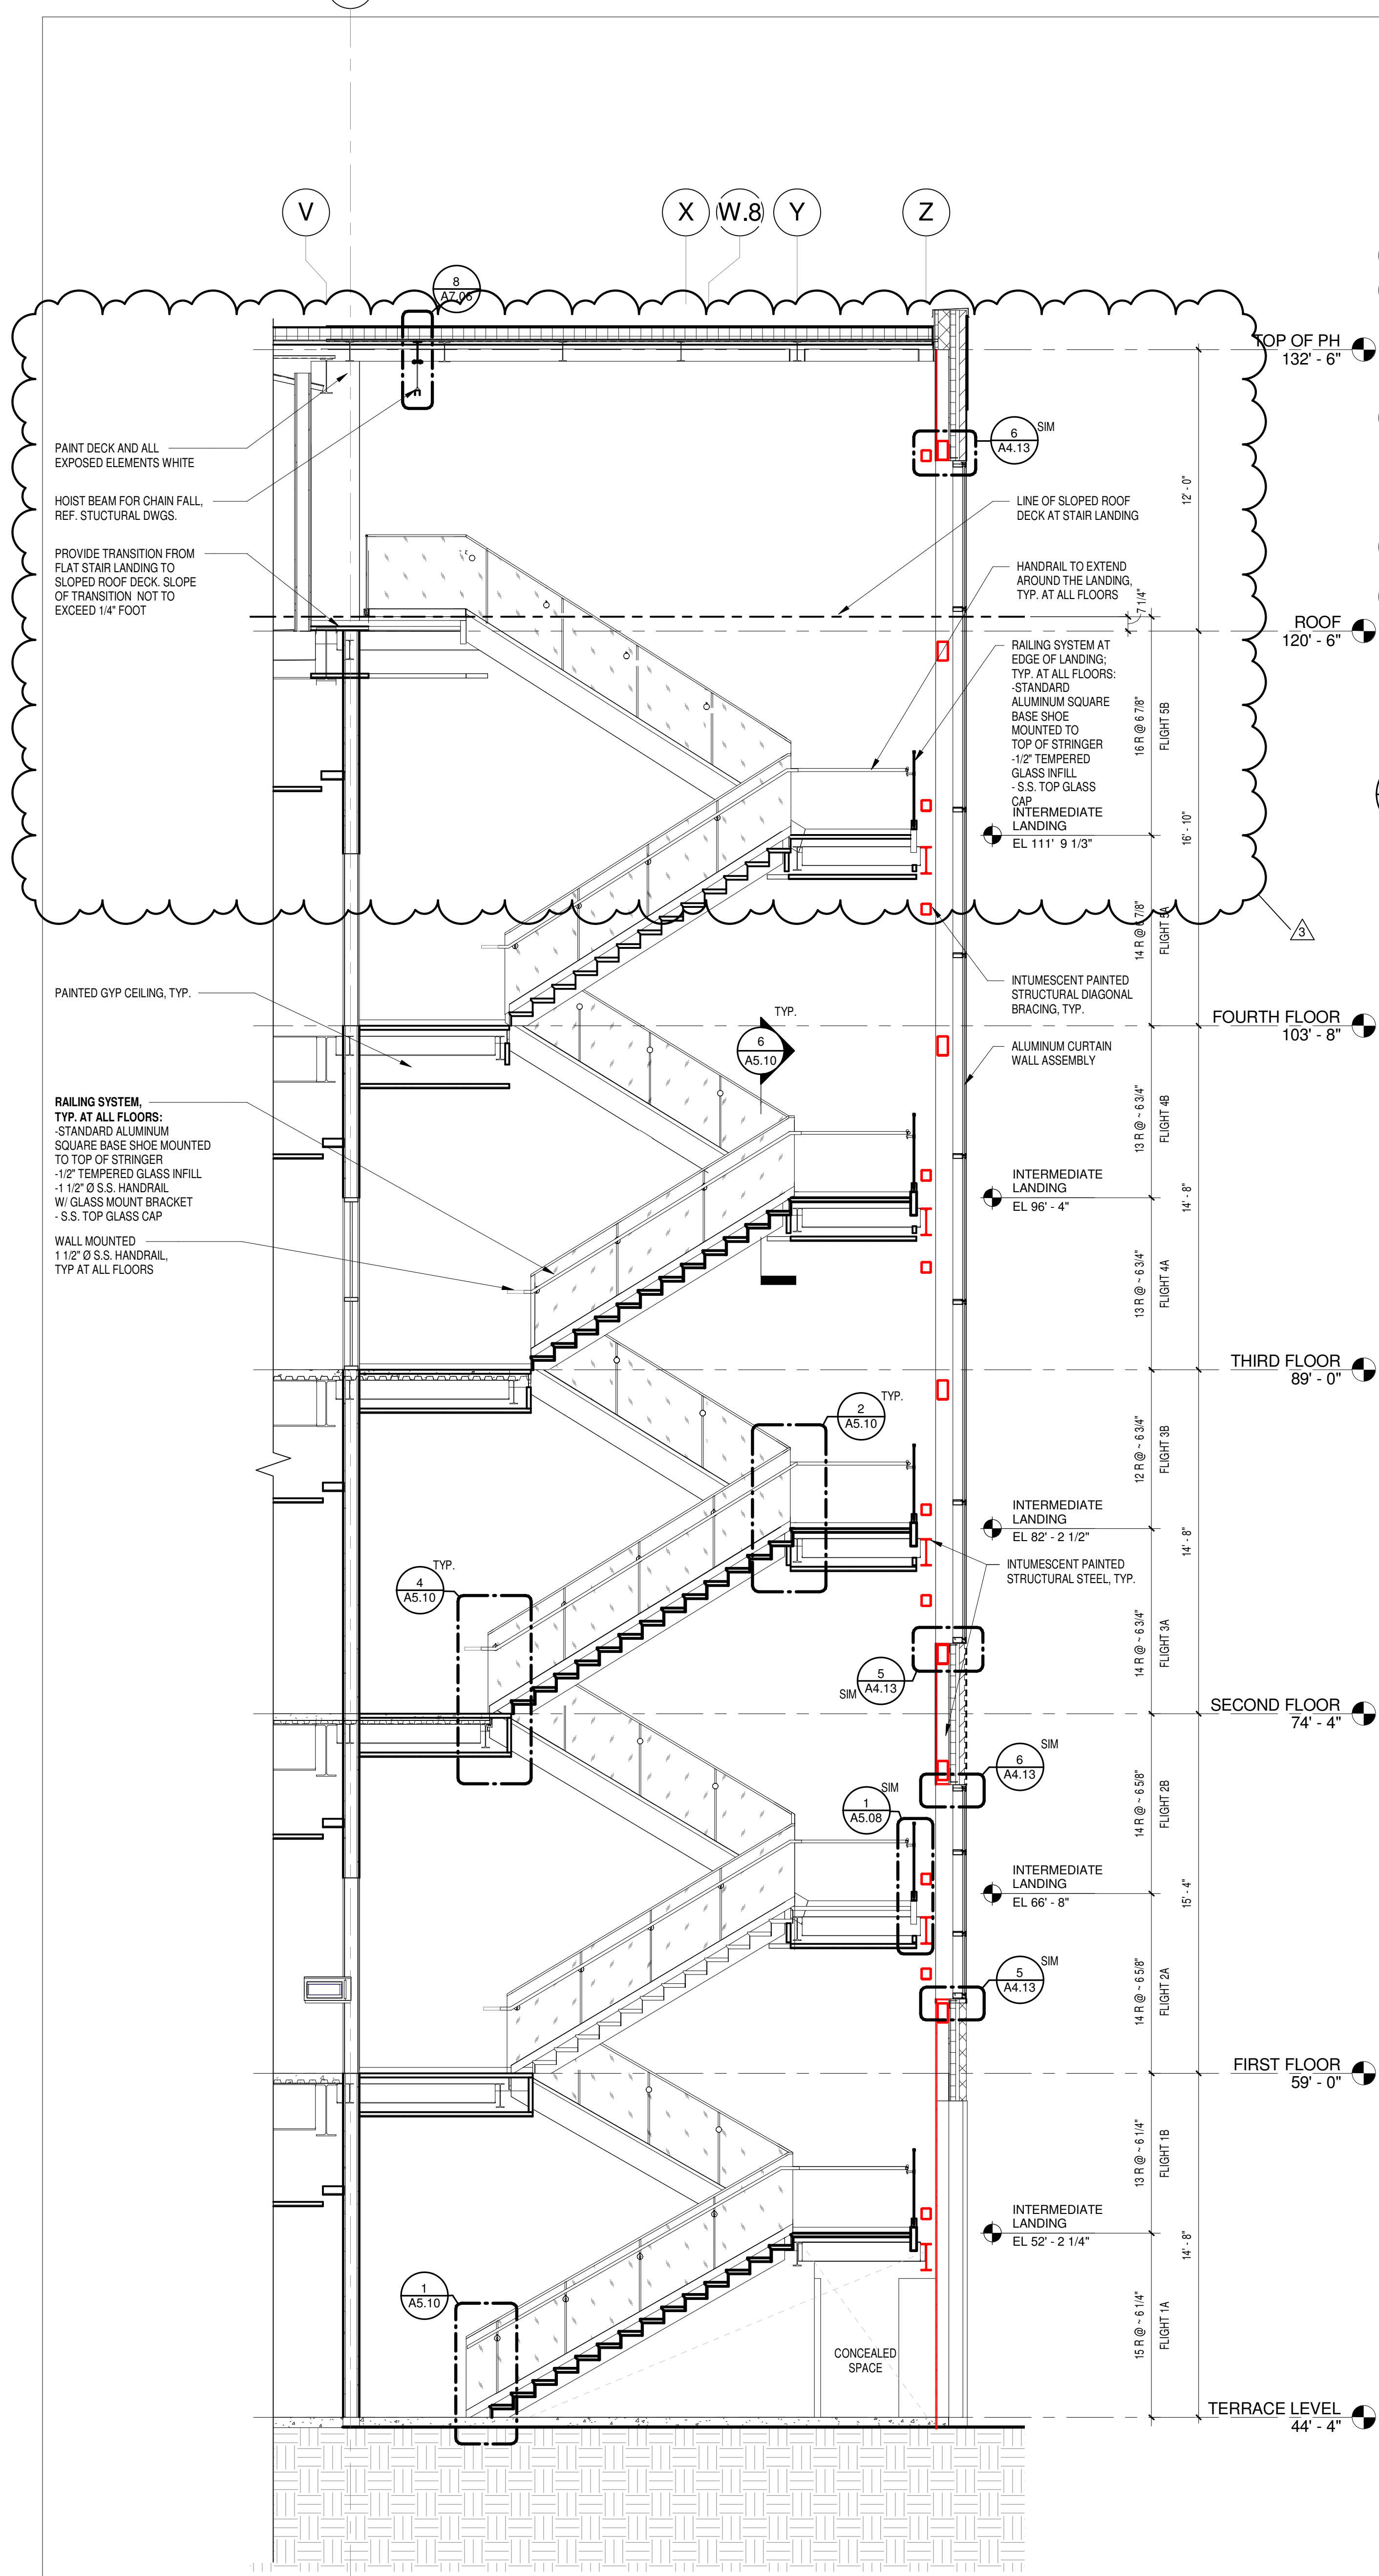 V
X
W.8
Y
Z
8
A7.06
TOP OF PH
132' - 6"
6
A4.13
SIM
PAINT DECK AND ALL
EXPOSED ELEMENTS WHITE
HOIST BEAM FOR CHAIN FALL,
REF. STUCTURAL DWGS.
PROVIDE TRANSITION FROM
FLAT STAIR LANDING TO
SLOPED ROOF DECK. SLOPE
OF TRANSITION NOT TO
EXCEED 1/4" FOOT
LINE OF SLOPED ROOF
DECK AT STAIR LANDING
12' - 0"
HANDRAIL TO EXTEND
AROUND THE LANDING,
TYP. AT ALL FLOORS
7 1/4"
ROOF
120' - 6"
RAILING SYSTEM AT
EDGE OF LANDING;
TYP. AT ALL FLOORS:
-STANDARD
ALUMINUM SQUARE
BASE SHOE
MOUNTED TO
TOP OF STRINGER
-1/2" TEMPERED
GLASS INFILL
- S.S. TOP GLASS
CAP
16 R @ 6 7/8"
FLIGHT 5B
INTERMEDIATE
LANDING
EL 111' 9 1/3"
16' - 10"
14 R @ 6 7/8"
FLIGHT 5A
3
INTUMESCENT PAINTED
STRUCTURAL DIAGONAL
BRACING, TYP.
PAINTED GYP CEILING, TYP.
FOURTH FLOOR
103' - 8"
TYP.
6
A5.10
ALUMINUM CURTAIN
WALL ASSEMBLY
RAILING SYSTEM,
TYP. AT ALL FLOORS:
-STANDARD ALUMINUM
SQUARE BASE SHOE MOUNTED
TO TOP OF STRINGER
-1/2" TEMPERED GLASS INFILL
-1 1/2" Ø S.S. HANDRAIL
W/ GLASS MOUNT BRACKET
- S.S. TOP GLASS CAP
13 R @ ~ 6 3/4"
FLIGHT 4B
INTERMEDIATE
LANDING
EL 96' - 4"
14' - 8"
WALL MOUNTED
1 1/2" Ø S.S. HANDRAIL,
TYP AT ALL FLOORS
13 R @ ~ 6 3/4"
FLIGHT 4A
THIRD FLOOR
89' - 0"
2
A5.10
TYP.
12 R @ ~ 6 3/4"
FLIGHT 3B
INTERMEDIATE
LANDING
EL 82' - 2 1/2"
14' - 8"
INTUMESCENT PAINTED
STRUCTURAL STEEL, TYP.
4
A5.10
TYP.
14 R @ ~ 6 3/4"
FLIGHT 3A
5
A4.13
SIM
SECOND FLOOR
74' - 4"
6
A4.13
SIM
1
A5.08
SIM
14 R @ ~ 6 5/8"
FLIGHT 2B
INTERMEDIATE
LANDING
EL 66' - 8"
15' - 4"
5
A4.13
SIM
14 R @ ~ 6 5/8"
FLIGHT 2A
FIRST FLOOR
59' - 0"
13 R @ ~ 6 1/4"
FLIGHT 1B
INTERMEDIATE
LANDING
EL 52' - 2 1/4"
14' - 8"
1
A5.10
15 R @ ~ 6 1/4"
FLIGHT 1A
CONCEALED
SPACE
TERRACE LEVEL
44' - 4"